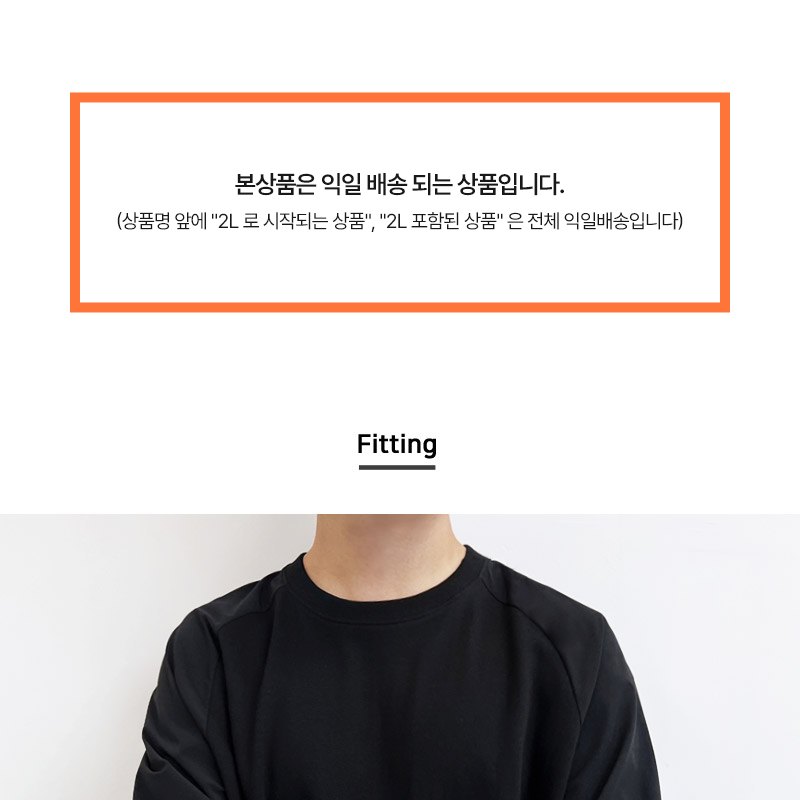 본상품은 익일 배송 되는 상품입니다.
(상품명 앞에 "2L 로 시작되는 상품", "2L 포함된 상품" 은 전체 익일배송입니다)
Fitting